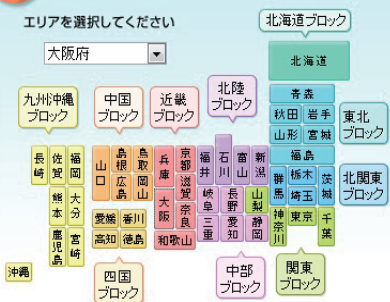 エリアを選択してください
大阪府
北海道ブロック
北海道
九州沖縄
ブロック
中国
ブロック
近畿
ブロック
北陸
ブロック
青森
秋田 岩手
山形 宮城
福島
東北
ブロック
長崎 佐賀 福岡
熊本 大分
鹿児島 宮崎
沖縄
山口 島根 鳥取
広島 岡山
愛媛 香川
高知 徳島
四国
ブロック
兵庫 京都 滋賀
大阪 奈良
和歌山
福井 石川 富山 新潟
岐阜 長野 山梨
三重 愛知 静岡
中部
ブロック
群馬 栃木 茨城
埼玉
神奈川 東京 千葉
北関東
ブロック
関東
ブロック